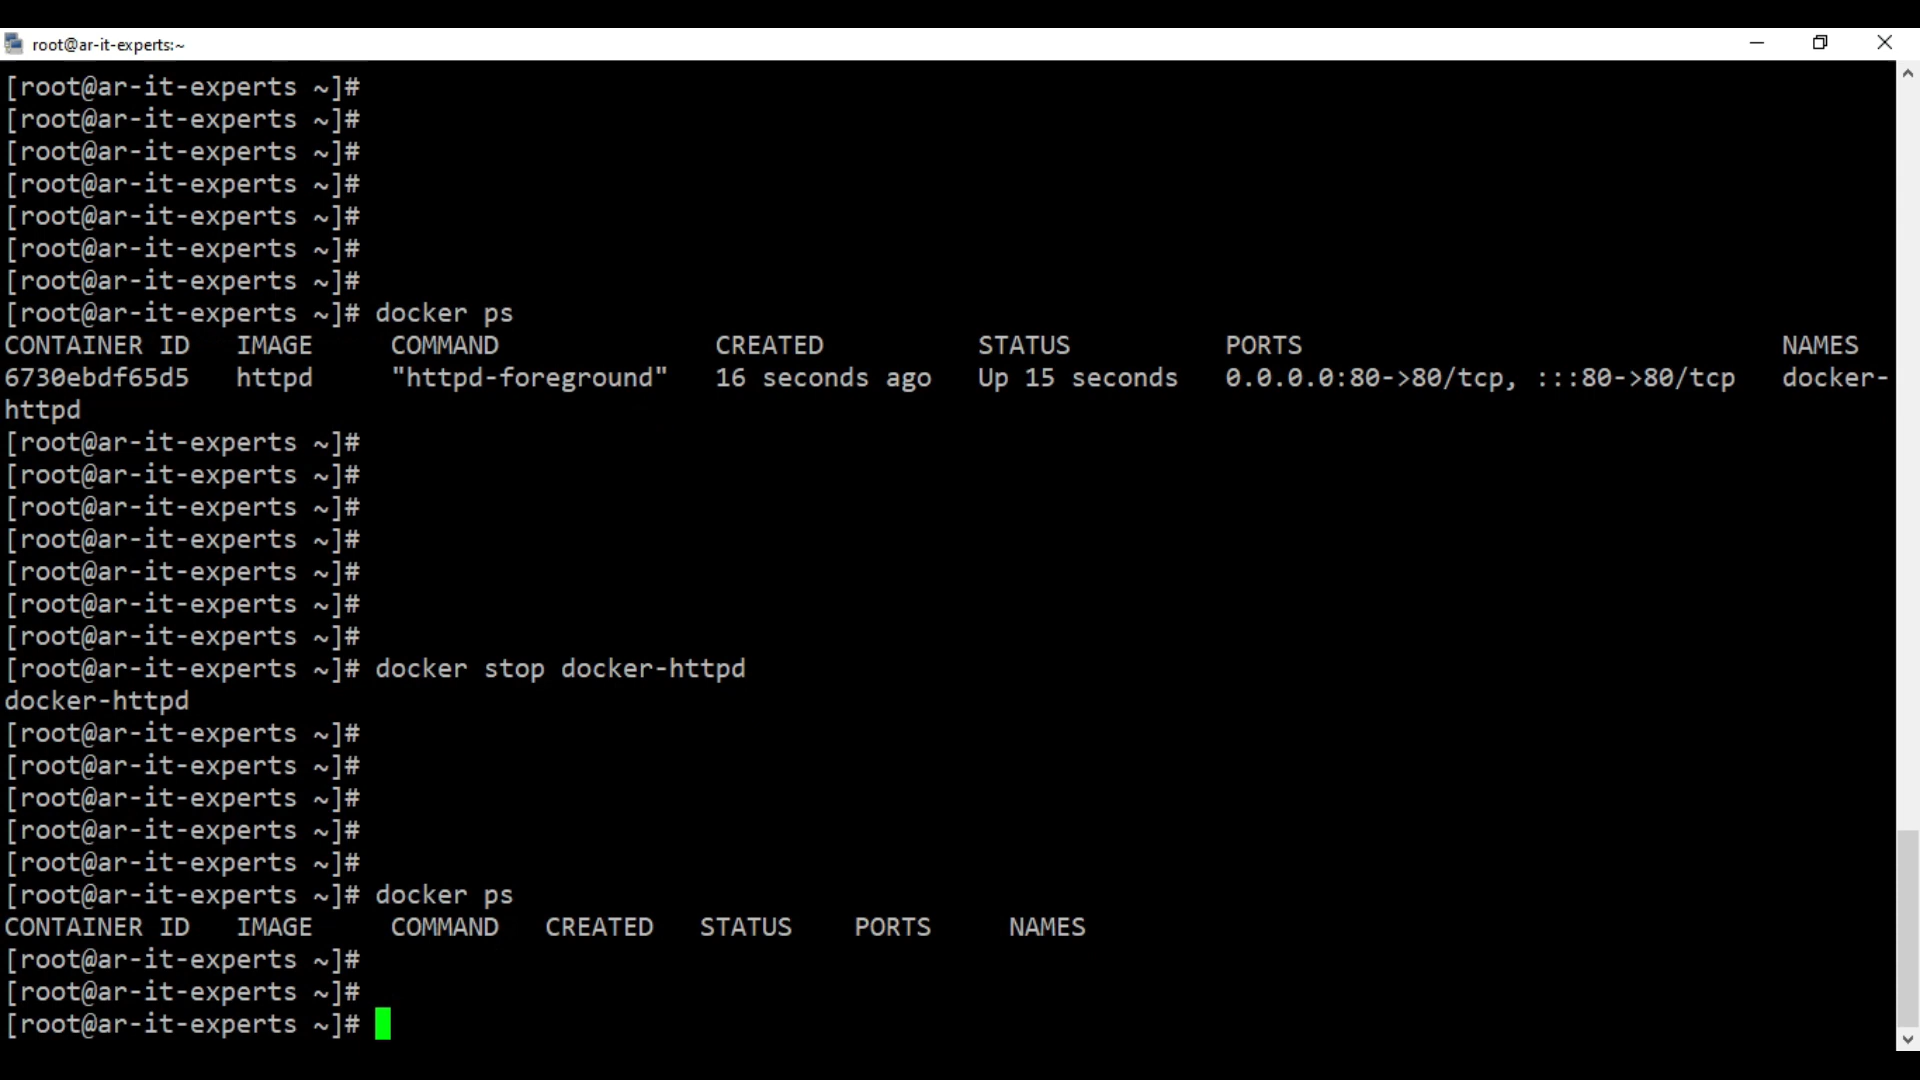 root@ar-it-experts:~
[root@ar-it-experts ~]#
[root@ar-it-experts ~]#
[root@ar-it-experts ~]#
[root@ar-it-experts ~]#
[root@ar-it-experts ~]#
[root@ar-it-experts ~]#
[root@ar-it-experts ~]#
[root@ar-it-experts ~]# docker ps
CONTAINER ID   IMAGE     COMMAND              CREATED          STATUS          PORTS                               NAMES
6730ebdf65d5   httpd     "httpd-foreground"   16 seconds ago   Up 15 seconds   0.0.0.0:80->80/tcp, :::80->80/tcp   docker-
httpd
[root@ar-it-experts ~]#
[root@ar-it-experts ~]#
[root@ar-it-experts ~]#
[root@ar-it-experts ~]#
[root@ar-it-experts ~]#
[root@ar-it-experts ~]#
[root@ar-it-experts ~]#
[root@ar-it-experts ~]# docker stop docker-httpd
docker-httpd
[root@ar-it-experts ~]#
[root@ar-it-experts ~]#
[root@ar-it-experts ~]#
[root@ar-it-experts ~]#
[root@ar-it-experts ~]#
[root@ar-it-experts ~]# docker ps
CONTAINER ID   IMAGE     COMMAND   CREATED   STATUS    PORTS     NAMES
[root@ar-it-experts ~]#
[root@ar-it-experts ~]#
[root@ar-it-experts ~]#